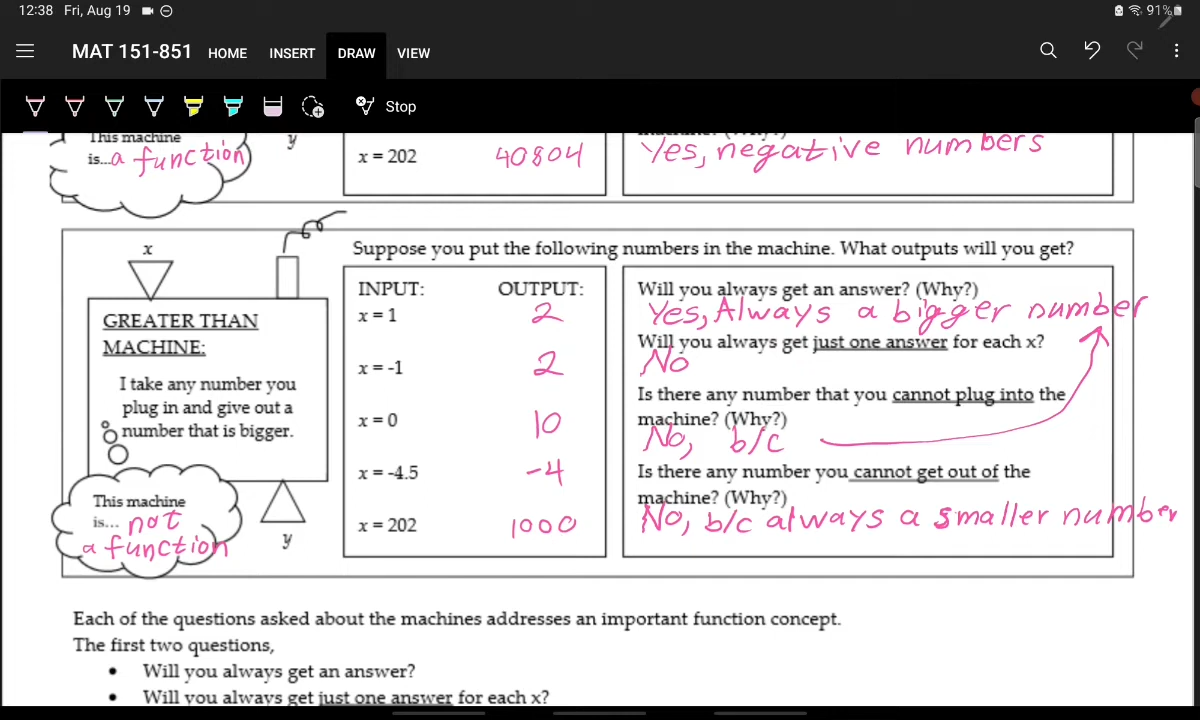 12:38 Fri, Aug 19 91%
MAT 151-851 HOME INSERT DRAW VIEW
Stop
This machine
is...a function
y
x = 202 40804
machine? (Why?)
Yes, negative numbers
x
Suppose you put the following numbers in the machine. What outputs will you get?
GREATER THAN
MACHINE:
I take any number you
plug in and give out a
number that is bigger.
This machine
is... not
a function
y
INPUT: OUTPUT:
x = 1 2
x = -1 2
x = 0 10
x = -4.5 -4
x = 202 1000
Will you always get an answer? (Why?)
Yes, Always a bigger number
Will you always get just one answer for each x?
No
Is there any number that you cannot plug into the
machine? (Why?)
No, b/c
Is there any number you cannot get out of the
machine? (Why?)
No, b/c always a smaller number
Each of the questions asked about the machines addresses an important function concept.
The first two questions,
• Will you always get an answer?
• Will you always get just one answer for each x?